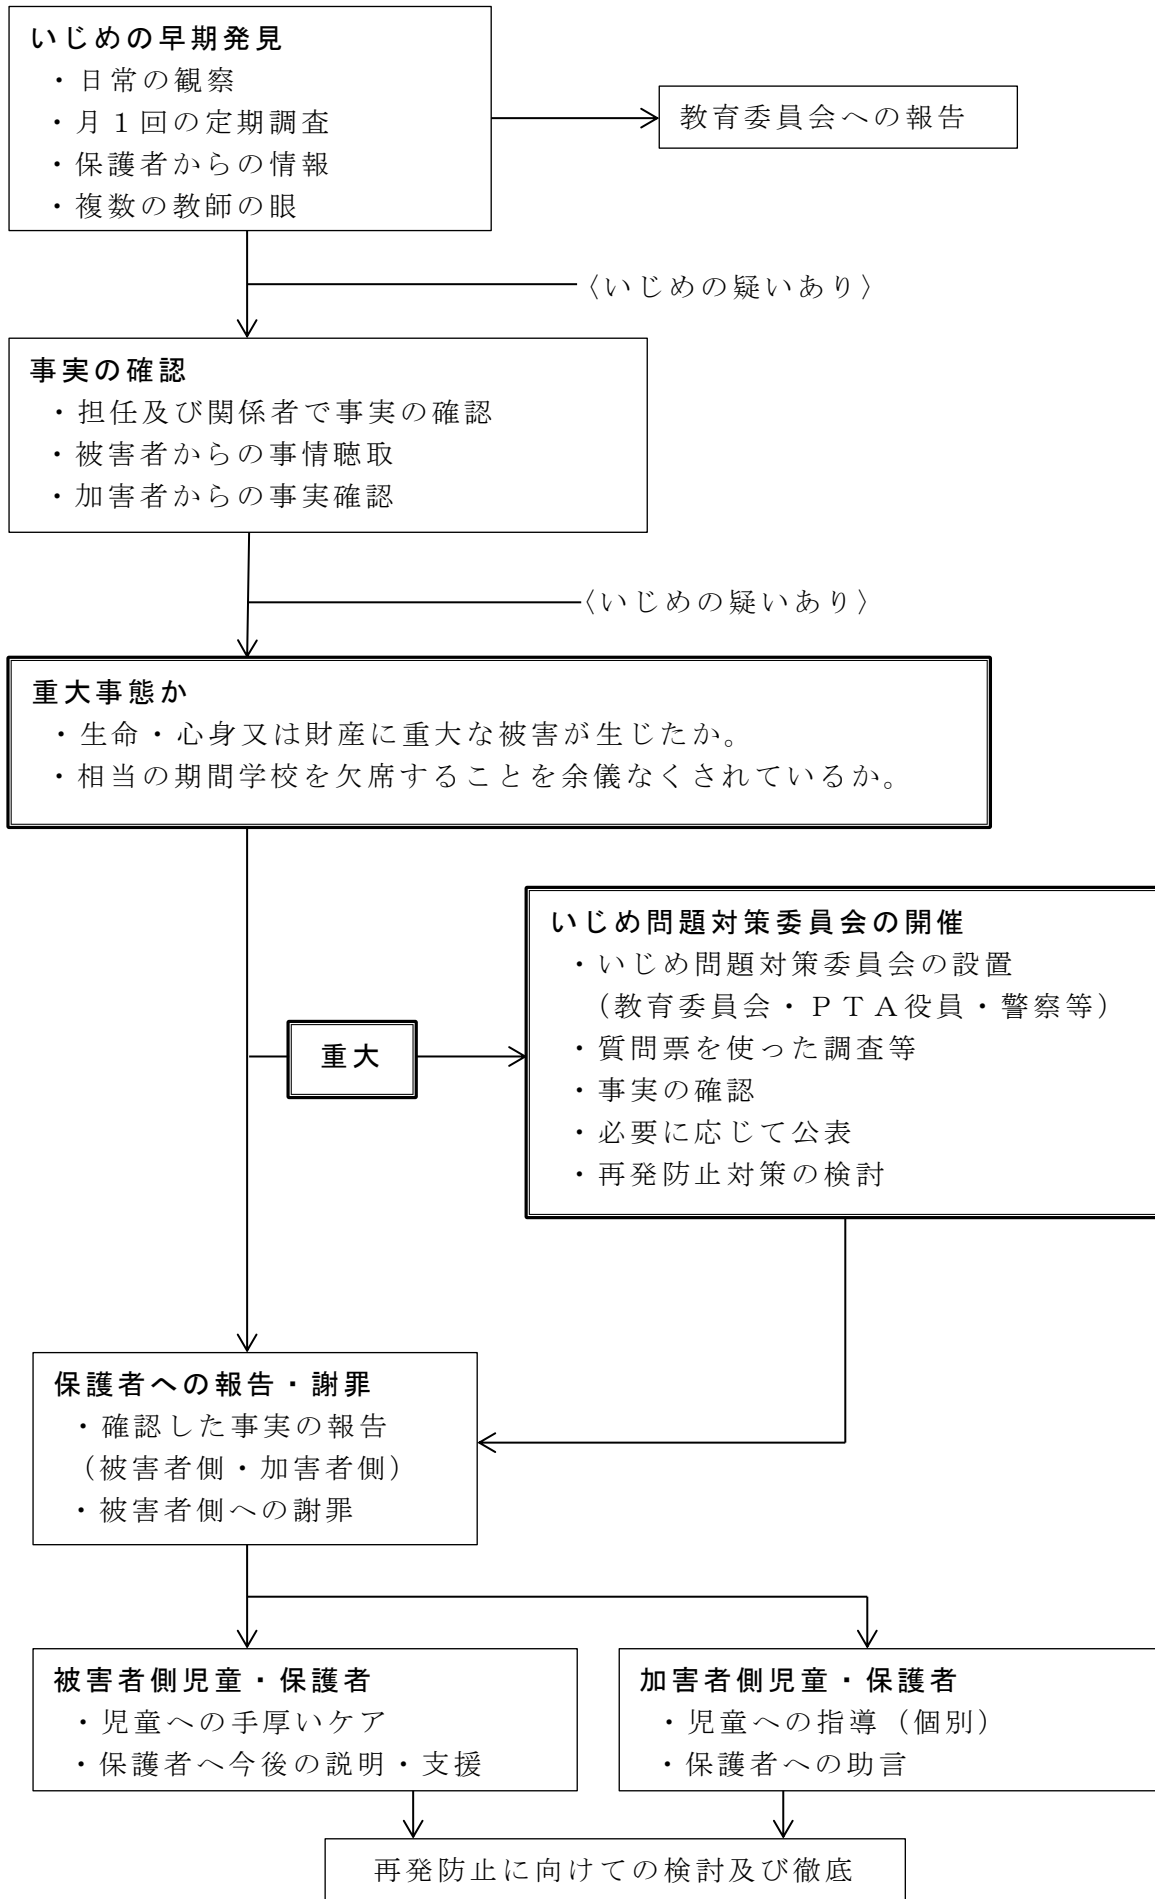 いじめの早期発見
・日常の観察
・月１回の定期調査
・保護者からの情報
・複数の教師の眼
教育委員会への報告
〈いじめの疑いあり〉
事実の確認
・担任及び関係者で事実の確認
・被害者からの事情聴取
・加害者からの事実確認
〈いじめの疑いあり〉
重大事態か
・生命・心身又は財産に重大な被害が生じたか。
・相当の期間学校を欠席することを余儀なくされているか。
重大
いじめ問題対策委員会の開催
・いじめ問題対策委員会の設置
（教育委員会・ＰＴＡ役員・警察等）
・質問票を使った調査等
・事実の確認
・必要に応じて公表
・再発防止対策の検討
保護者への報告・謝罪
・確認した事実の報告
（被害者側・加害者側）
・被害者側への謝罪
被害者側児童・保護者
・児童への手厚いケア
・保護者へ今後の説明・支援
加害者側児童・保護者
・児童への指導（個別）
・保護者への助言
再発防止に向けての検討及び徹底